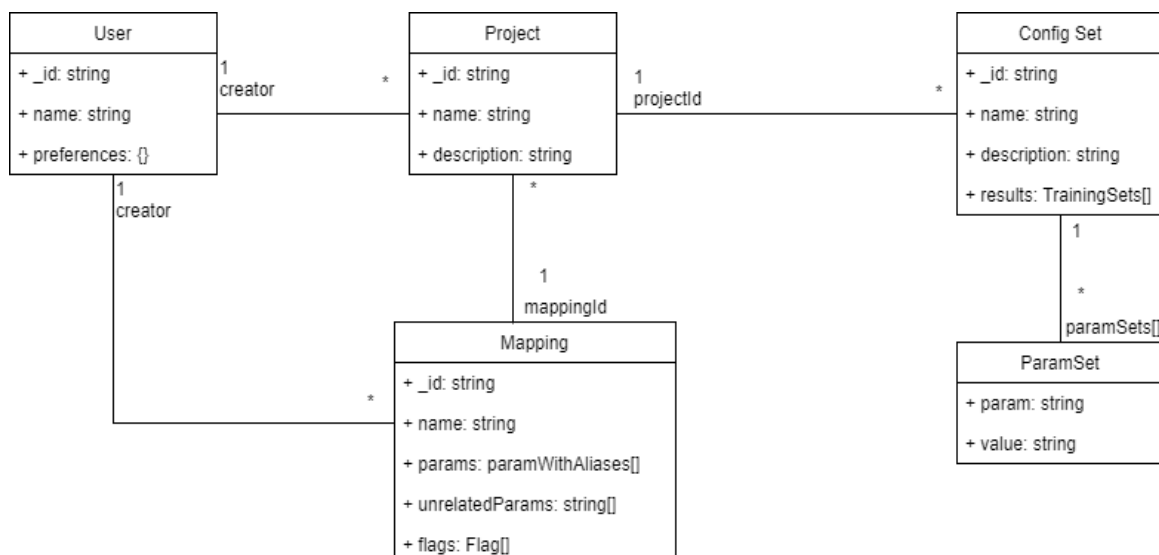 User
+ _id: string
+ name: string
+ preferences: {}
1
creator
*
Project
+ _id: string
+ name: string
+ description: string
1
projectId
*
Config Set
+ _id: string
+ name: string
+ description: string
+ results: TrainingSets[]
1
creator
*
*
1
mappingId
Mapping
+ _id: string
+ name: string
+ params: paramWithAliases[]
+ unrelatedParams: string[]
+ flags: Flag[]
1
*
paramSets[]
ParamSet
+ param: string
+ value: string